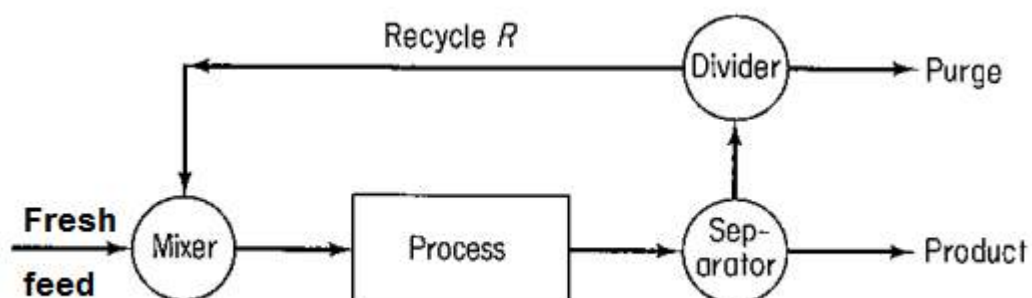 Recycle R
Divider
Purge
Fresh
feed
Mixer
Process
Sep-
arator
Product